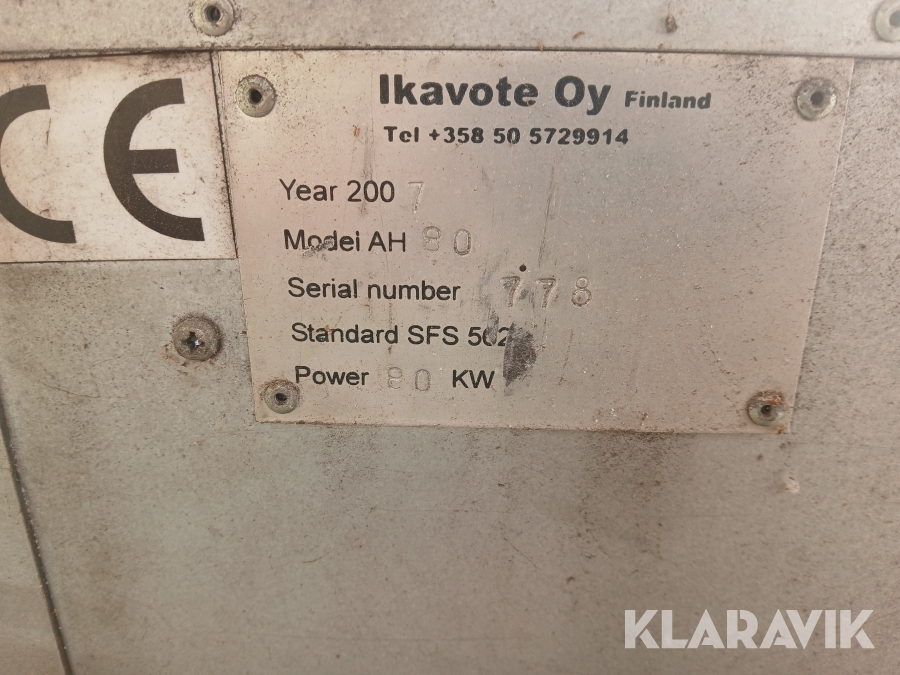 CE
Ikavote Oy Finland
Tel +358 50 5729914
Year 2007
Model AH 80
Serial number 778
Standard SFS
Power 80 KW
KLARAVIK